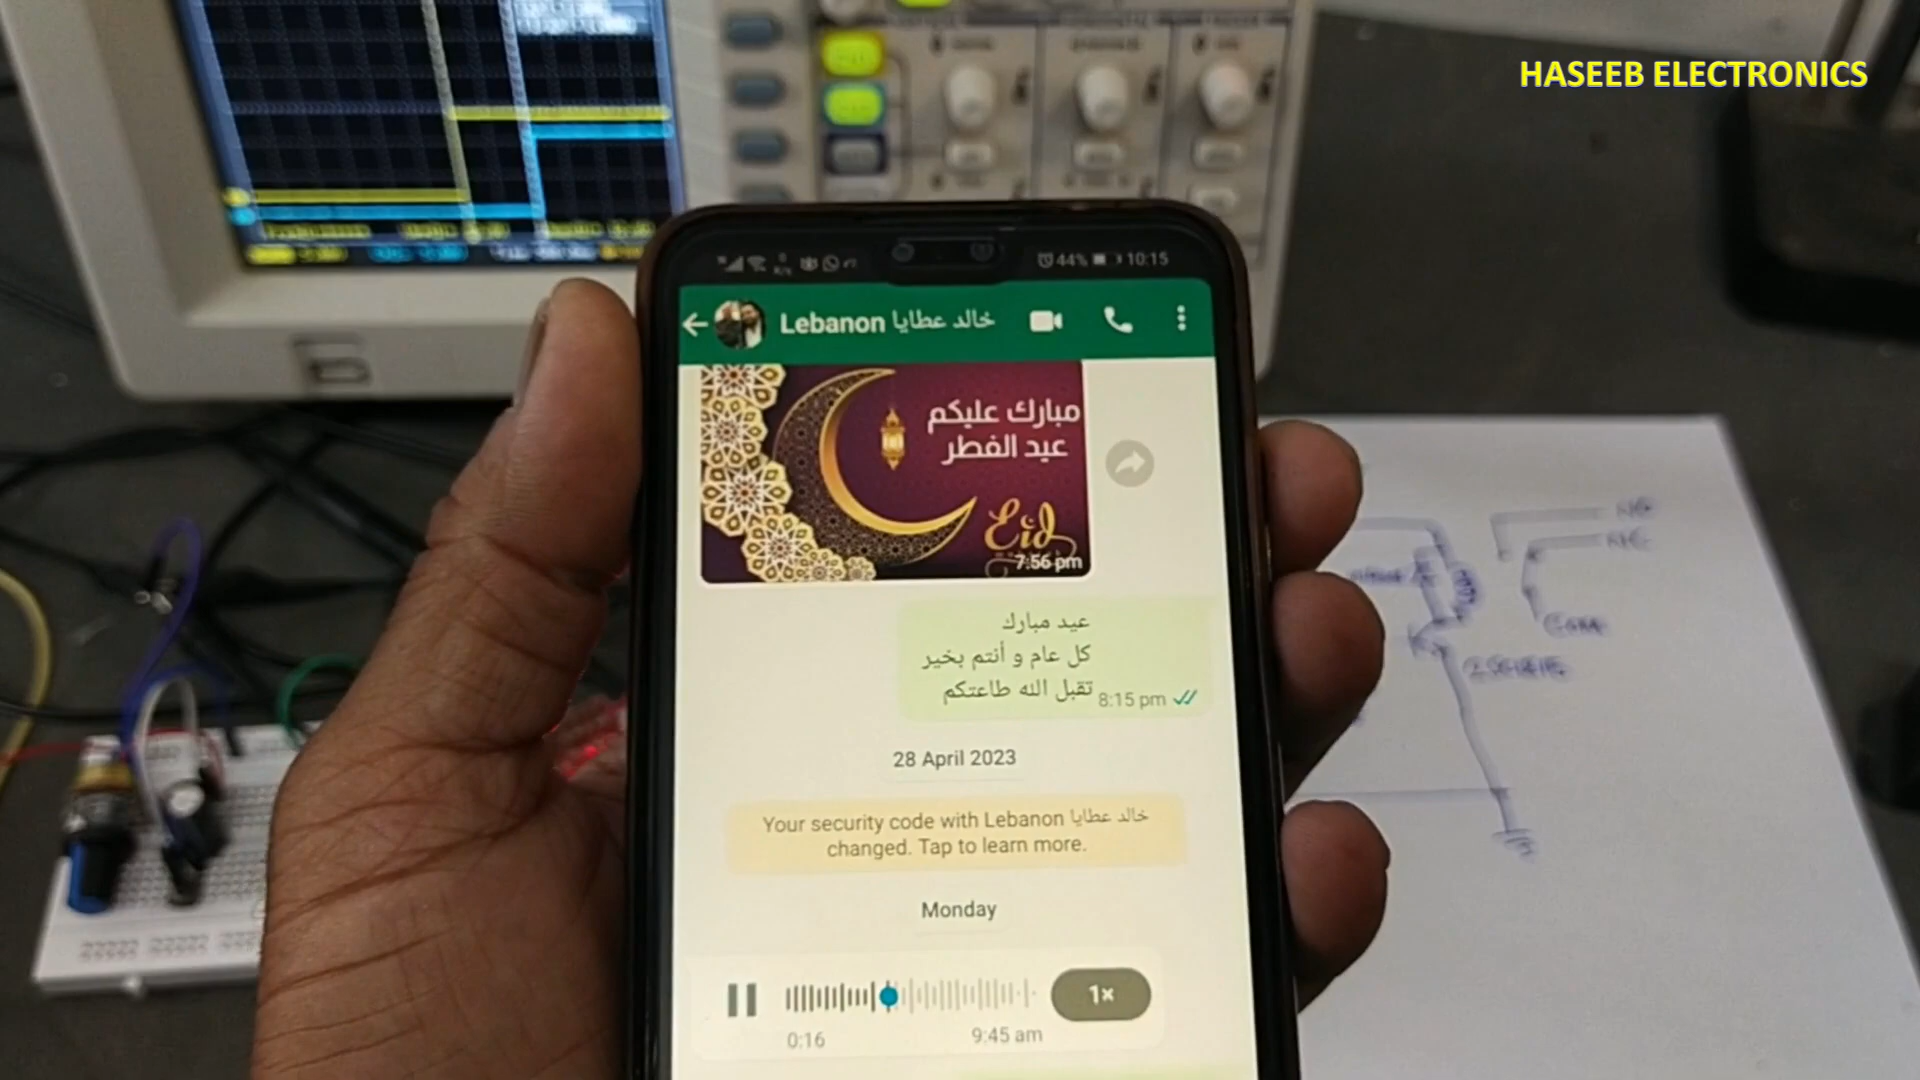 HASEEB ELECTRONICS
44% 10:15
Lebanon خالد عطايا
مبارك عليكم
عيد الفطر
Eid
7:56 pm
عيد مبارك
كل عام و أنتم بخير
تقبل الله طاعتكم
8:15 pm
28 April 2023
Your security code with Lebanon خالد عطايا
changed. Tap to learn more.
Monday
1×
0:16
9:45 am